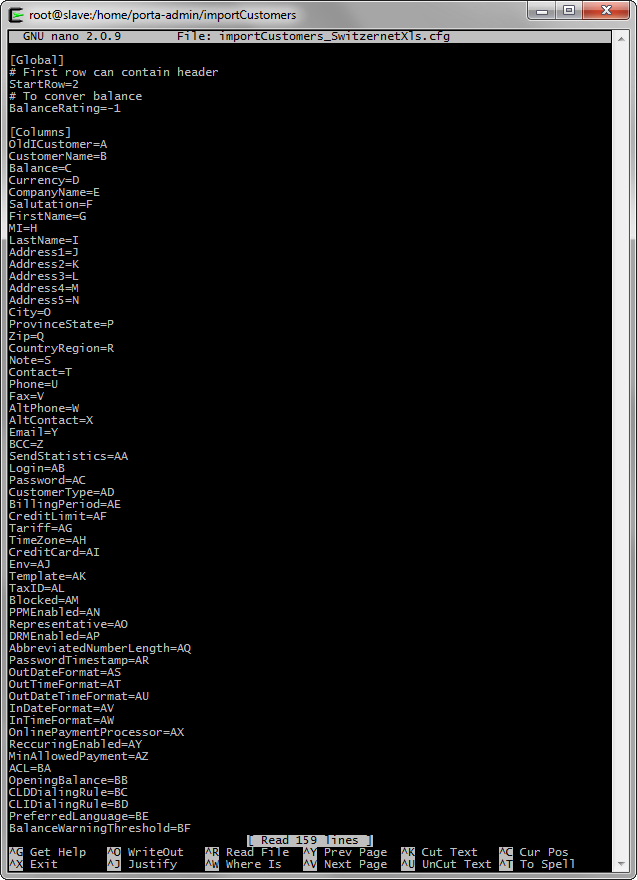 root@slave:/home/porta-admin/importCustomers
GNU nano 2.0.9 File: importCustomers_SwitzernetXls.cfg
[Global]
# First row can contain header
StartRow=2
# To conver balance
BalanceRating=-1
[Columns]
OldICustomer=A
CustomerName=B
Balance=C
Currency=D
CompanyName=E
Salutation=F
FirstName=G
MI=H
LastName=I
Address1=J
Address2=K
Address3=L
Address4=M
Address5=N
City=O
ProvinceState=P
Zip=Q
CountryRegion=R
Note=S
Contact=T
Phone=U
Fax=V
AltPhone=W
AltContact=X
Email=Y
BCC=Z
SendStatistics=AA
Login=AB
Password=AC
CustomerType=AD
BillingPeriod=AE
CreditLimit=AF
Tariff=AG
TimeZone=AH
CreditCard=AI
Env=AJ
Template=AK
TaxID=AL
Blocked=AM
PPMEnabled=AN
Representative=AO
DRMEnabled=AP
AbbreviatedNumberLength=AQ
PasswordTimestamp=AR
OutDateFormat=AS
OutTimeFormat=AT
OutDateTimeFormat=AU
InDateFormat=AV
InTimeFormat=AW
OnlinePaymentProcessor=AX
ReccuringEnabled=AY
MinAllowedPayment=AZ
ACL=BA
OpeningBalance=BB
CLDDialingRule=BC
CLIDialingRule=BD
PreferredLanguage=BE
BalanceWarningThreshold=BF
[ Read 159 lines ]
^G Get Help ^O WriteOut ^R Read File ^Y Prev Page ^K Cut Text ^C Cur Pos
^X Exit ^J Justify ^W Where Is ^V Next Page ^U UnCut Text ^T To Spell